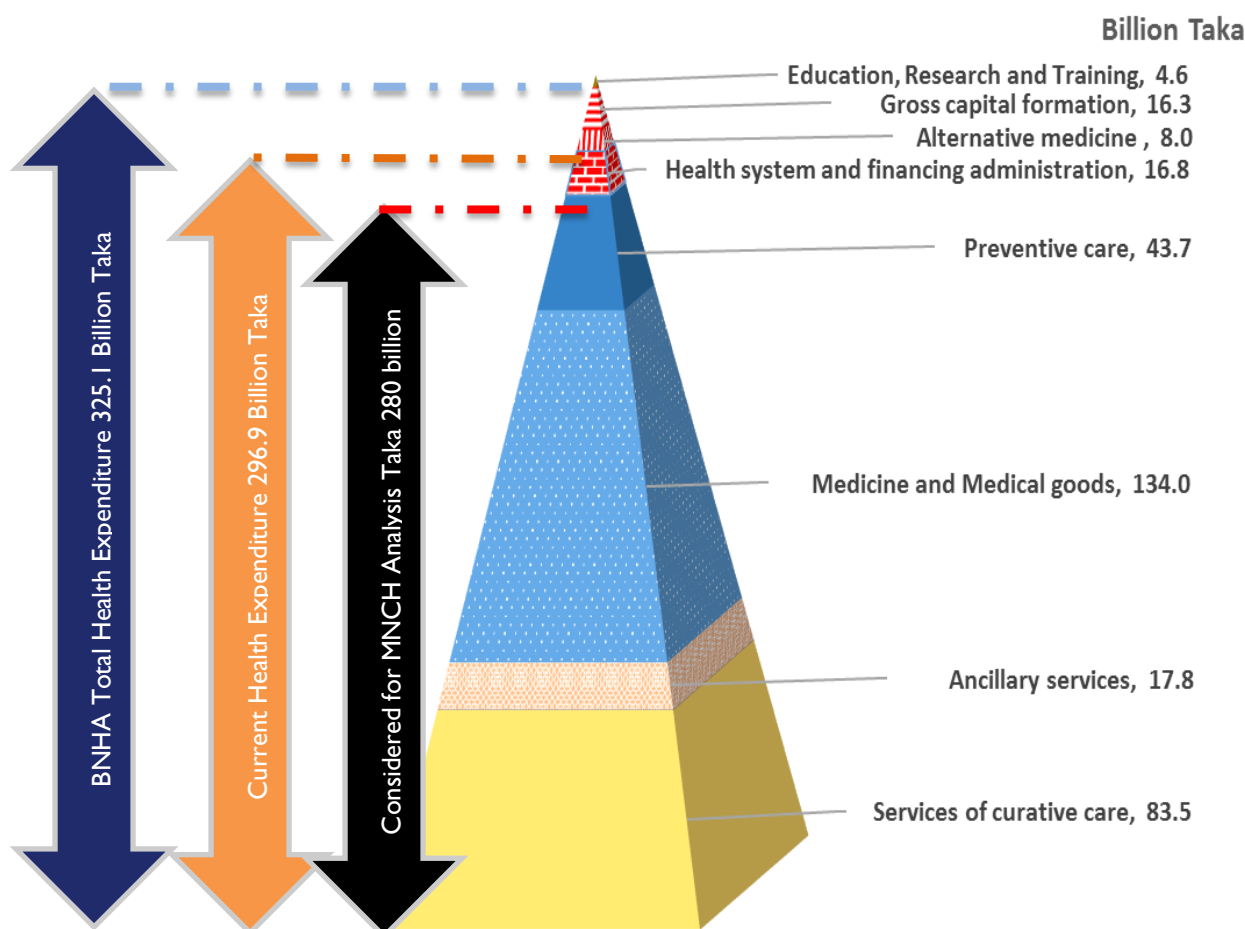 Billion Taka
Education, Research and Training, 4.6
Gross capital formation, 16.3
Alternative medicine , 8.0
Health system and financing administration, 16.8
Preventive care, 43.7
Medicine and Medical goods, 134.0
Ancillary services, 17.8
Services of curative care, 83.5
BNHA Total Health Expenditure 325.1 Billion Taka
Current Health Expenditure 296.9 Billion Taka
Considered for MNCH Analysis Taka 280 billion